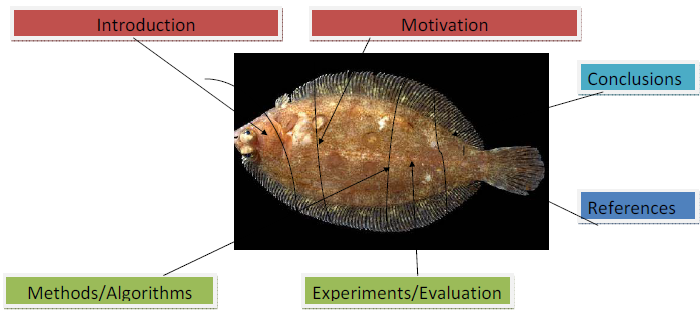 Introduction
Motivation
Conclusions
References
Methods/Algorithms
Experiments/Evaluation